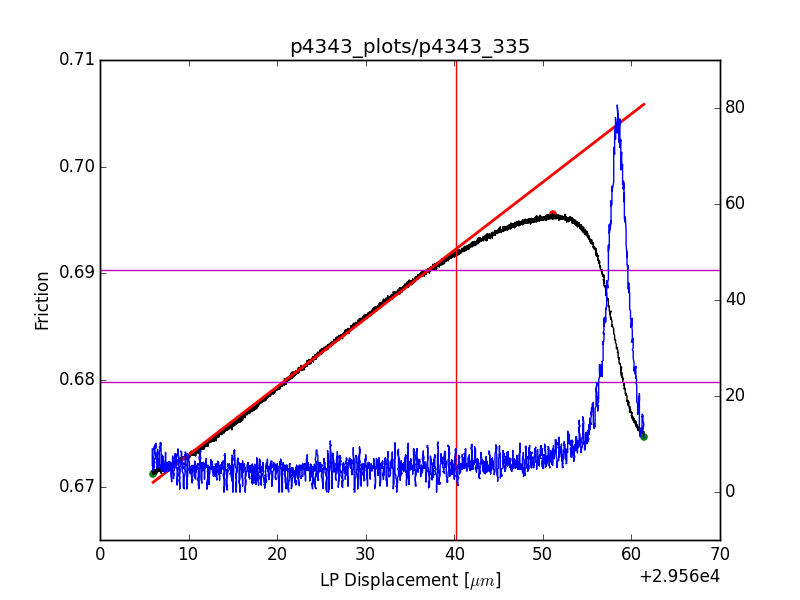 p4343_plots/p4343_335
0.71
0.70
0.69
0.68
0.67
Friction
80
60
40
20
0
0 10 20 30 40 50 60 70
+2.956e4
LP Displacement [μm]